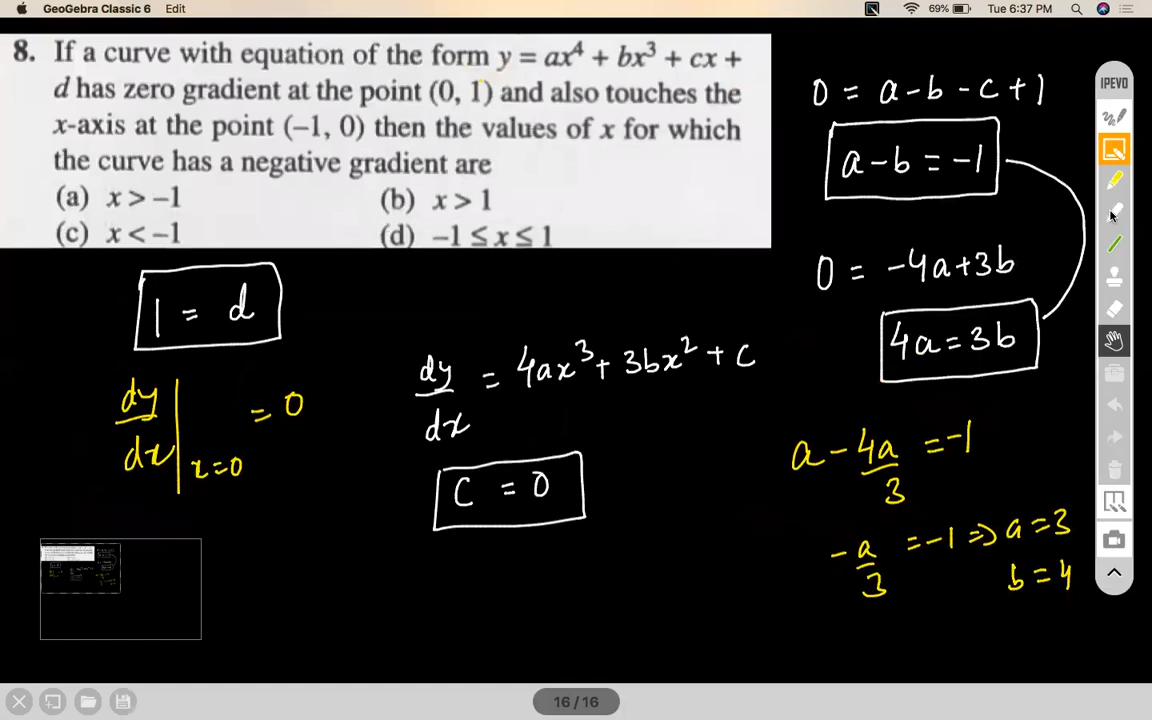 GeoGebra Classic 6 Edit
69% Tue 6:37 PM
8. If a curve with equation of the form y = ax⁴ + bx³ + cx +
d has zero gradient at the point (0, 1) and also touches the
x-axis at the point (−1, 0) then the values of x for which
the curve has a negative gradient are
(a) x > −1 (b) x > 1
(c) x < −1 (d) −1 ≤ x ≤ 1
1 = d
dy/dx |x=0 = 0
dy/dx = 4ax³ + 3bx² + c
c = 0
0 = a - b - c + 1
a - b = -1
0 = -4a + 3b
4a = 3b
a - 4a/3 = -1
-a/3 = -1 ⇒ a = 3
b = 4
IPEVO
16 / 16